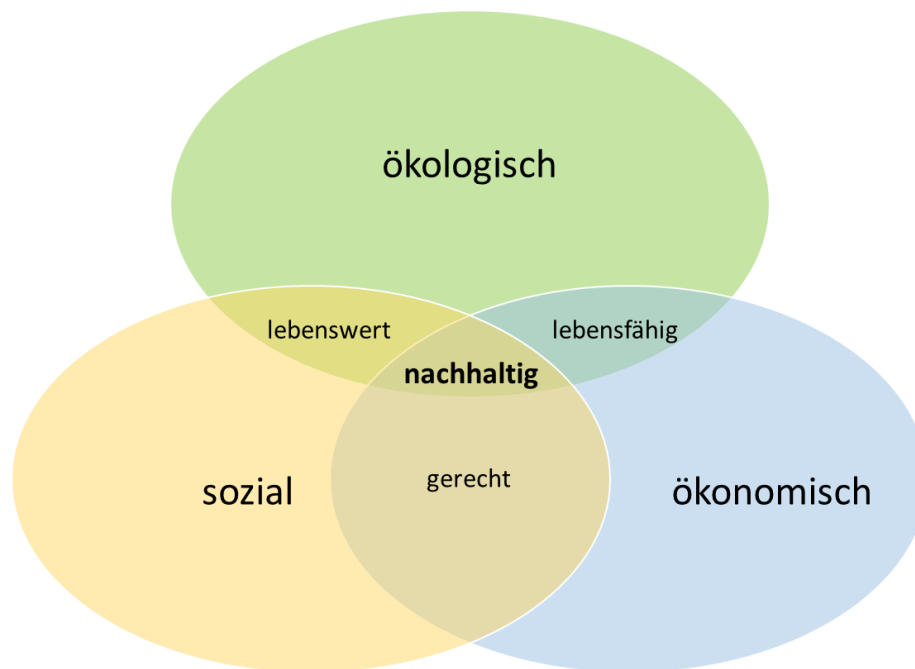 ökologisch
lebenswert
lebensfähig
nachhaltig
sozial
gerecht
ökonomisch